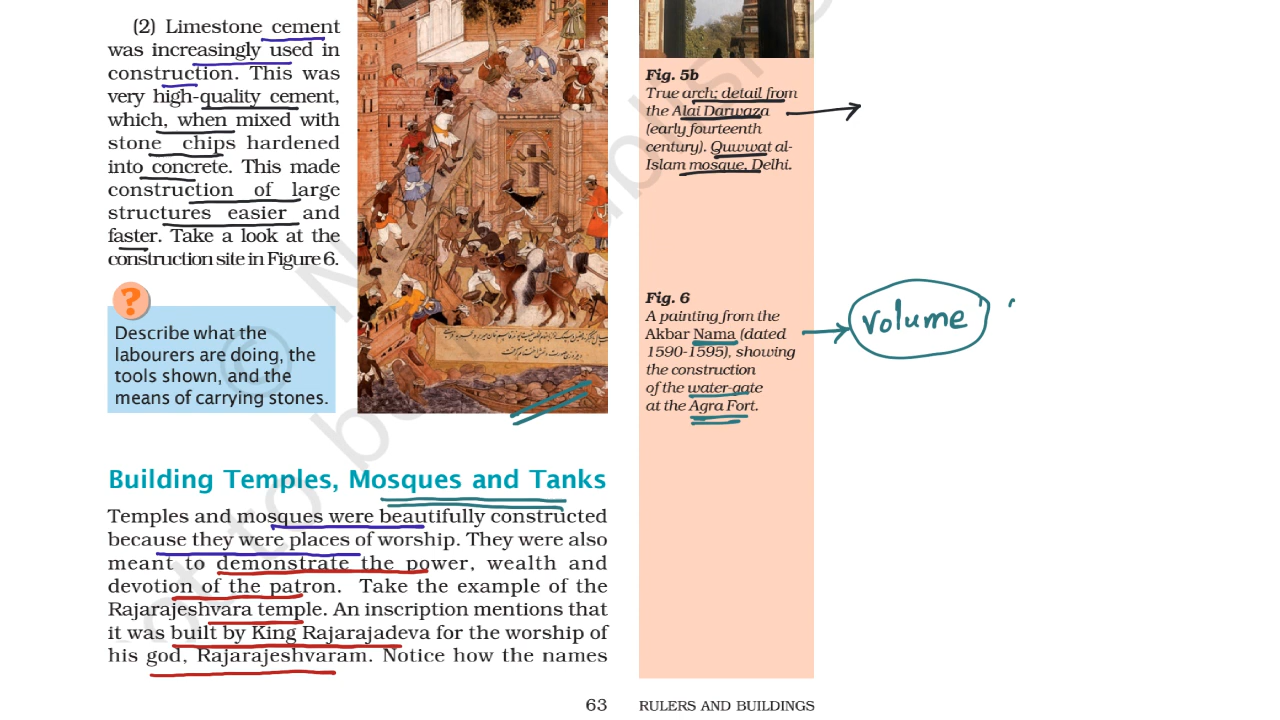 (2) Limestone cement
was increasingly used in
construction. This was
very high-quality cement,
which, when mixed with
stone chips hardened
into concrete. This made
construction of large
structures easier and
faster. Take a look at the
construction site in Figure 6.
?
Describe what the
labourers are doing, the
tools shown, and the
means of carrying stones.
Fig. 5b
True arch; detail from
the Alai Darwaza
(early fourteenth
century). Quwwat al-
Islam mosque, Delhi.
Fig. 6
A painting from the
Akbar Nama (dated
1590-1595), showing
the construction
of the water-gate
at the Agra Fort.
volume
Building Temples, Mosques and Tanks
Temples and mosques were beautifully constructed
because they were places of worship. They were also
meant to demonstrate the power, wealth and
devotion of the patron. Take the example of the
Rajarajeshvara temple. An inscription mentions that
it was built by King Rajarajadeva for the worship of
his god, Rajarajeshvaram. Notice how the names
63 RULERS AND BUILDINGS